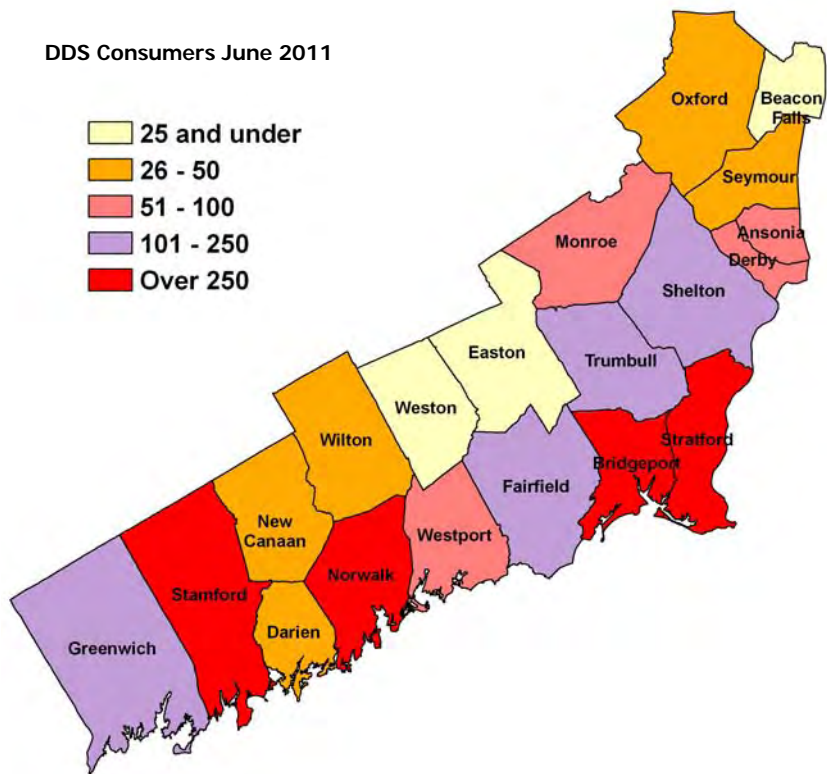 DDS Consumers June 2011
25 and under
26 - 50
51 - 100
101 - 250
Over 250
Oxford
Beacon
Falls
Seymour
Ansonia
Derby
Monroe
Shelton
Easton
Trumbull
Weston
Wilton
Stratford
Bridgeport
Fairfield
New
Canaan
Westport
Norwalk
Stamford
Darien
Greenwich